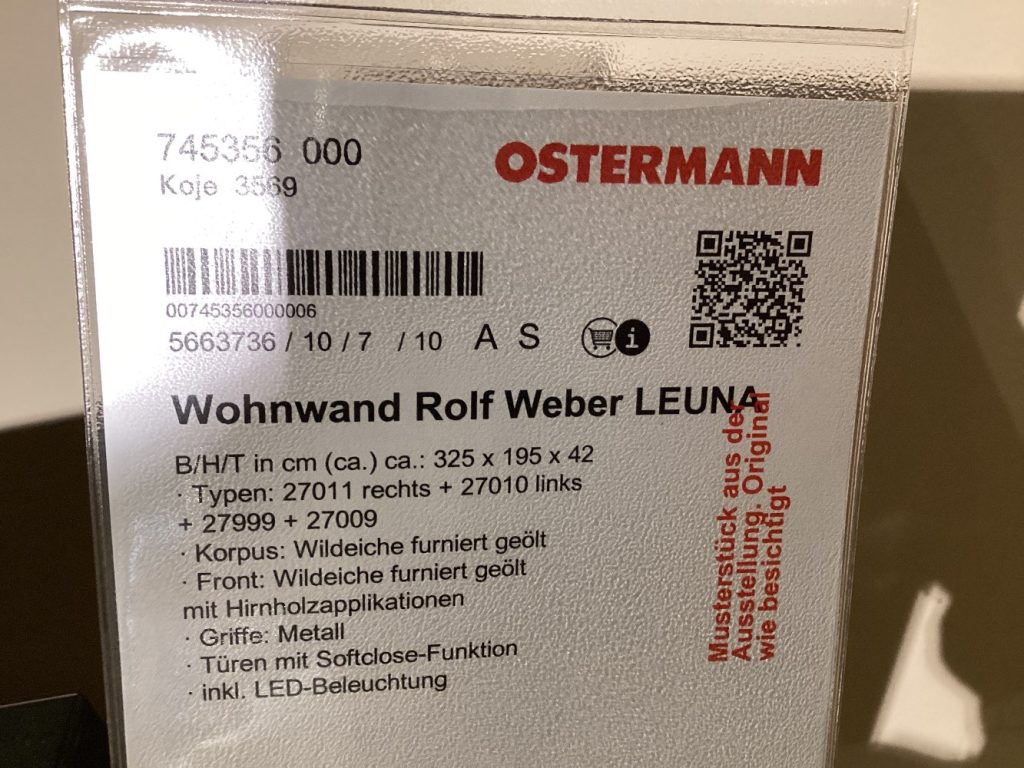 745356 000
Koje 3569
OSTERMANN
00745356000006
5663736 / 10 / 7 / 10 A S
i
Wohnwand Rolf Weber LEUNA
B/H/T in cm (ca.) ca.: 325 x 195 x 42
· Typen: 27011 rechts + 27010 links
+ 27999 + 27009
· Korpus: Wildeiche furniert geölt
· Front: Wildeiche furniert geölt
mit Hirnholzapplikationen
· Griffe: Metall
· Türen mit Softclose-Funktion
· inkl. LED-Beleuchtung
Musterstück aus der
Ausstellung. Original
wie besichtigt